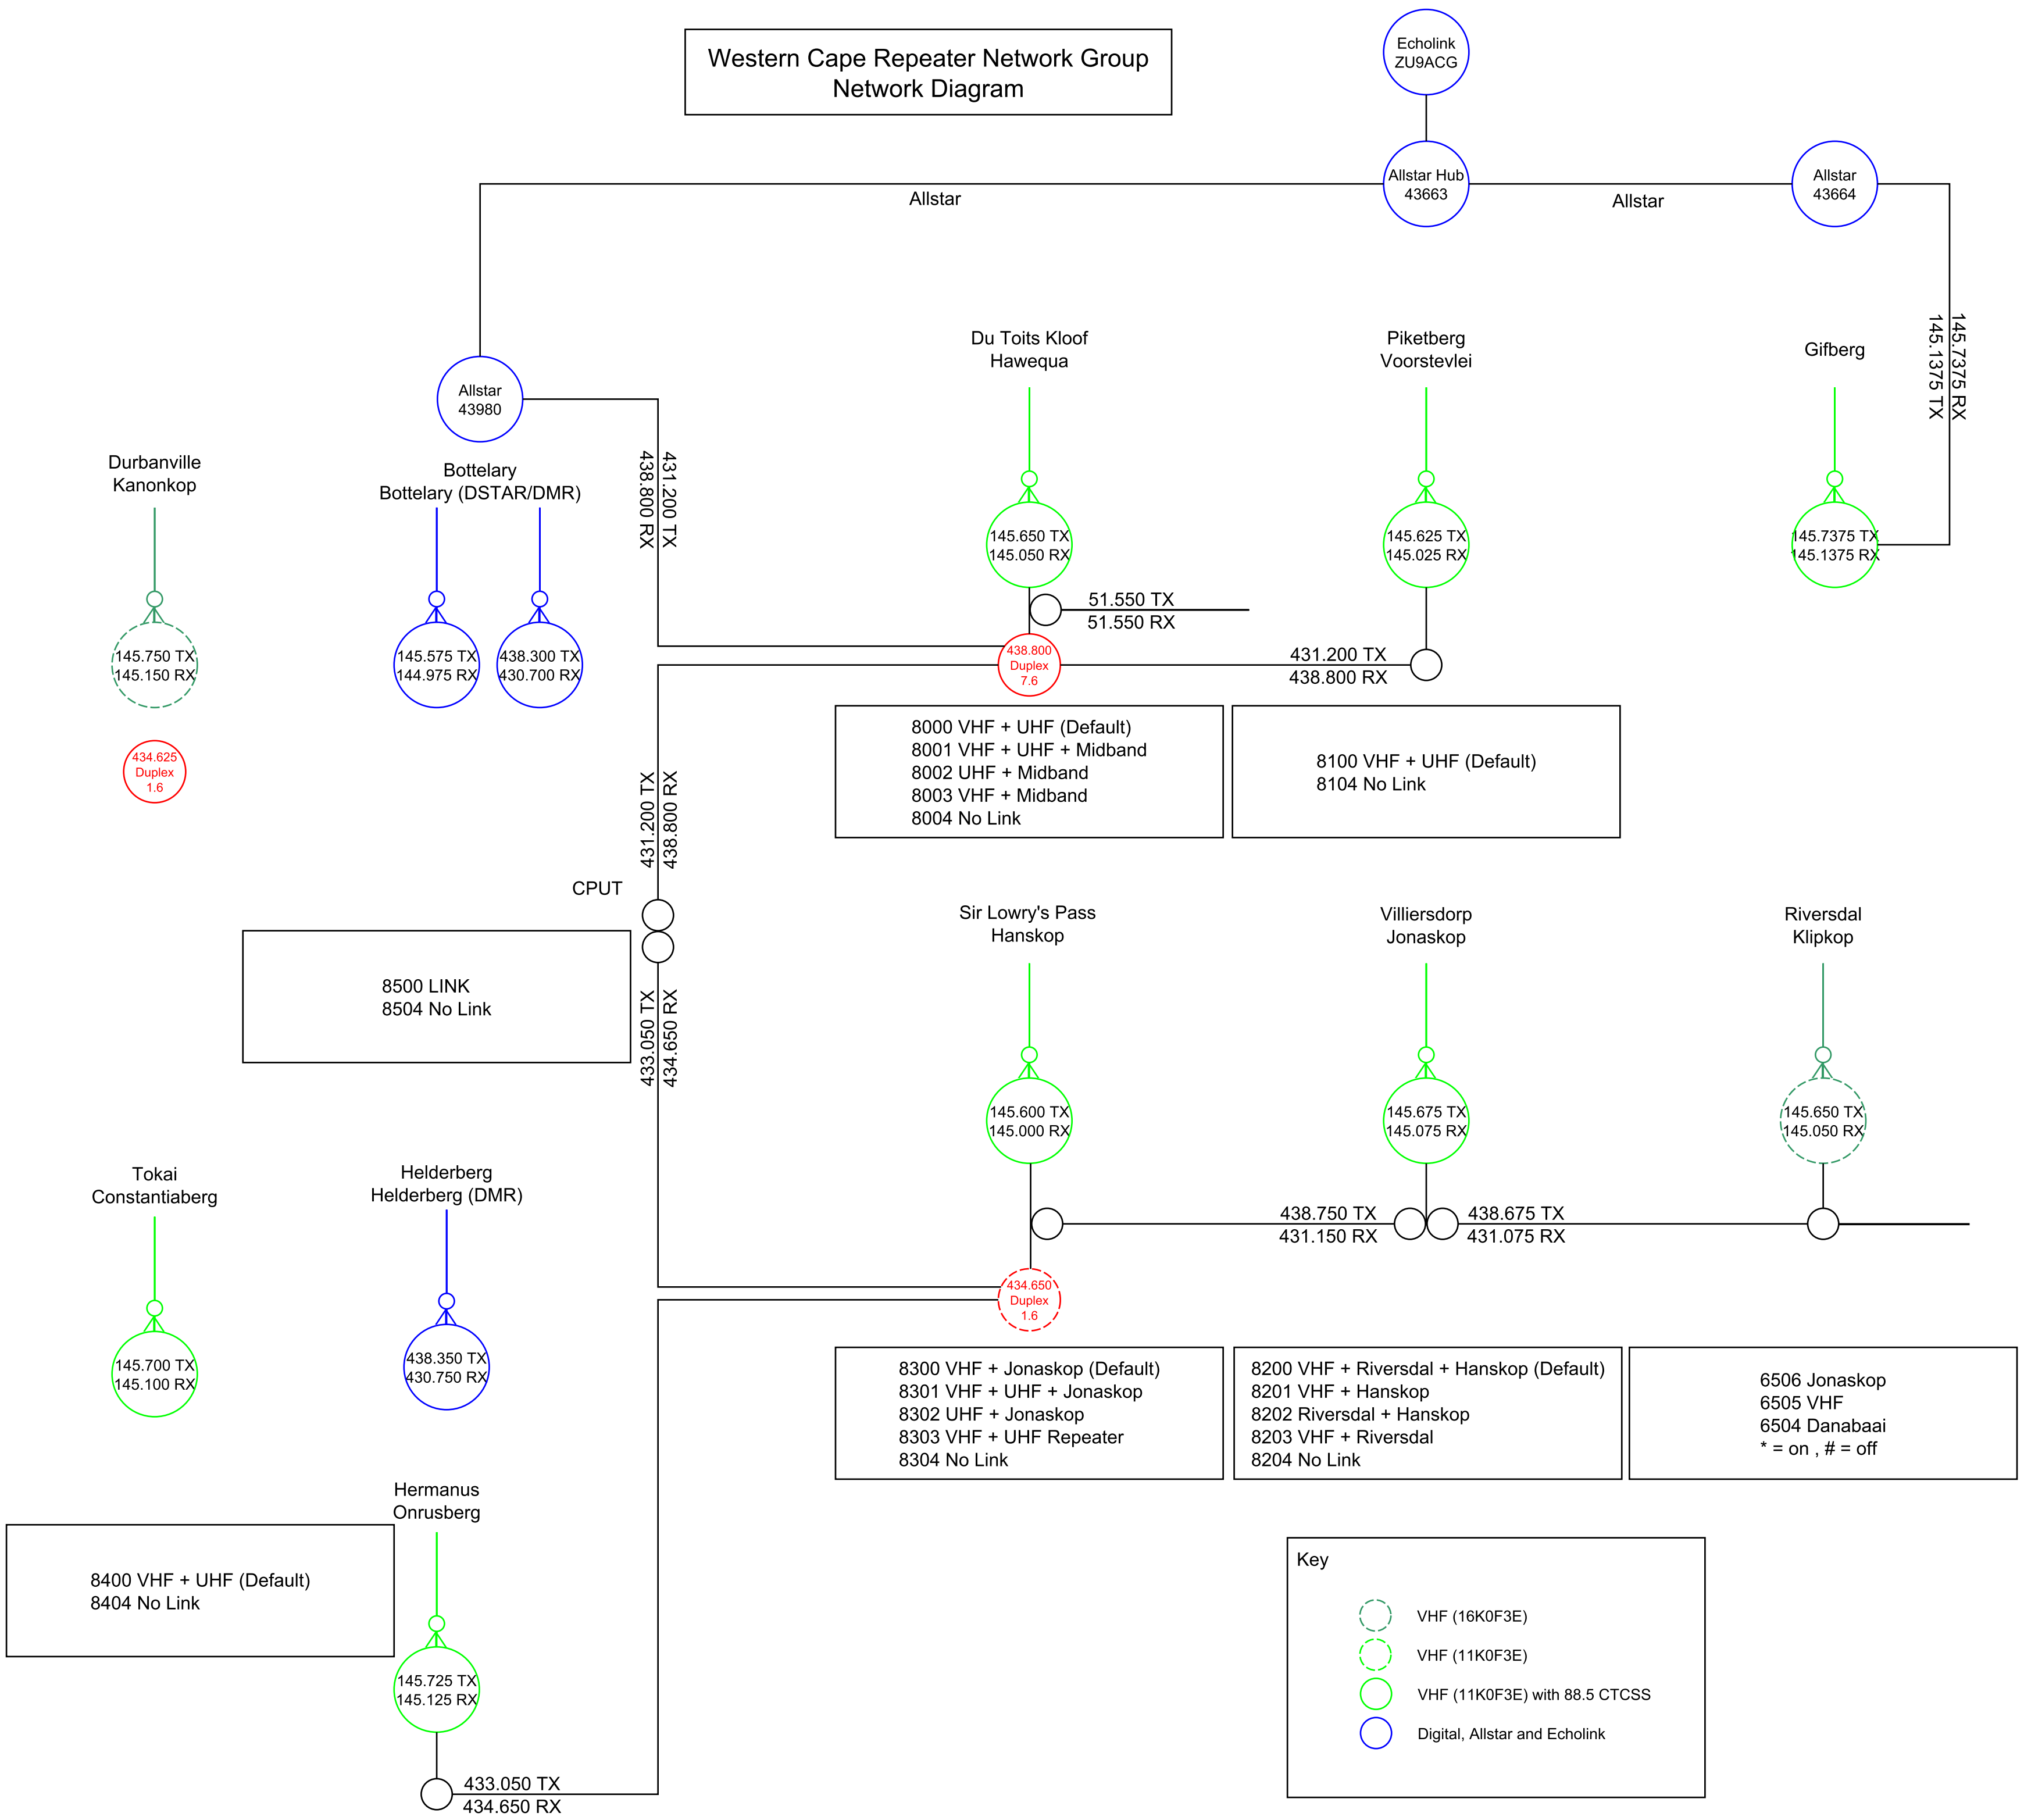 Western Cape Repeater Network Group
Network Diagram
Echolink
ZU9ACG
Allstar Hub
43663
Allstar
43664
Allstar
Allstar
145.7375 RX
145.1375 TX
Allstar
43980
431.200 TX
438.800 RX
Du Toits Kloof
Hawequa
145.650 TX
145.050 RX
51.550 TX
51.550 RX
438.800
Duplex
7.6
Piketberg
Voorstevlei
145.625 TX
145.025 RX
431.200 TX
438.800 RX
Gifberg
145.7375 TX
145.1375 RX
Durbanville
Kanonkop
145.750 TX
145.150 RX
434.625
Duplex
1.6
Bottelary
Bottelary (DSTAR/DMR)
145.575 TX
144.975 RX
438.300 TX
430.700 RX
8000 VHF + UHF (Default)
8001 VHF + UHF + Midband
8002 UHF + Midband
8003 VHF + Midband
8004 No Link
8100 VHF + UHF (Default)
8104 No Link
431.200 TX
438.800 RX
CPUT
8500 LINK
8504 No Link
433.050 TX
434.650 RX
Sir Lowry's Pass
Hanskop
145.600 TX
145.000 RX
Villiersdorp
Jonaskop
145.675 TX
145.075 RX
Riversdal
Klipkop
145.650 TX
145.050 RX
438.750 TX
431.150 RX
438.675 TX
431.075 RX
434.650
Duplex
1.6
Tokai
Constantiaberg
145.700 TX
145.100 RX
Helderberg
Helderberg (DMR)
438.350 TX
430.750 RX
8300 VHF + Jonaskop (Default)
8301 VHF + UHF + Jonaskop
8302 UHF + Jonaskop
8303 VHF + UHF Repeater
8304 No Link
8200 VHF + Riversdal + Hanskop (Default)
8201 VHF + Hanskop
8202 Riversdal + Hanskop
8203 VHF + Riversdal
8204 No Link
6506 Jonaskop
6505 VHF
6504 Danabaai
* = on , # = off
Hermanus
Onrusberg
8400 VHF + UHF (Default)
8404 No Link
145.725 TX
145.125 RX
433.050 TX
434.650 RX
Key
VHF (16K0F3E)
VHF (11K0F3E)
VHF (11K0F3E) with 88.5 CTCSS
Digital, Allstar and Echolink